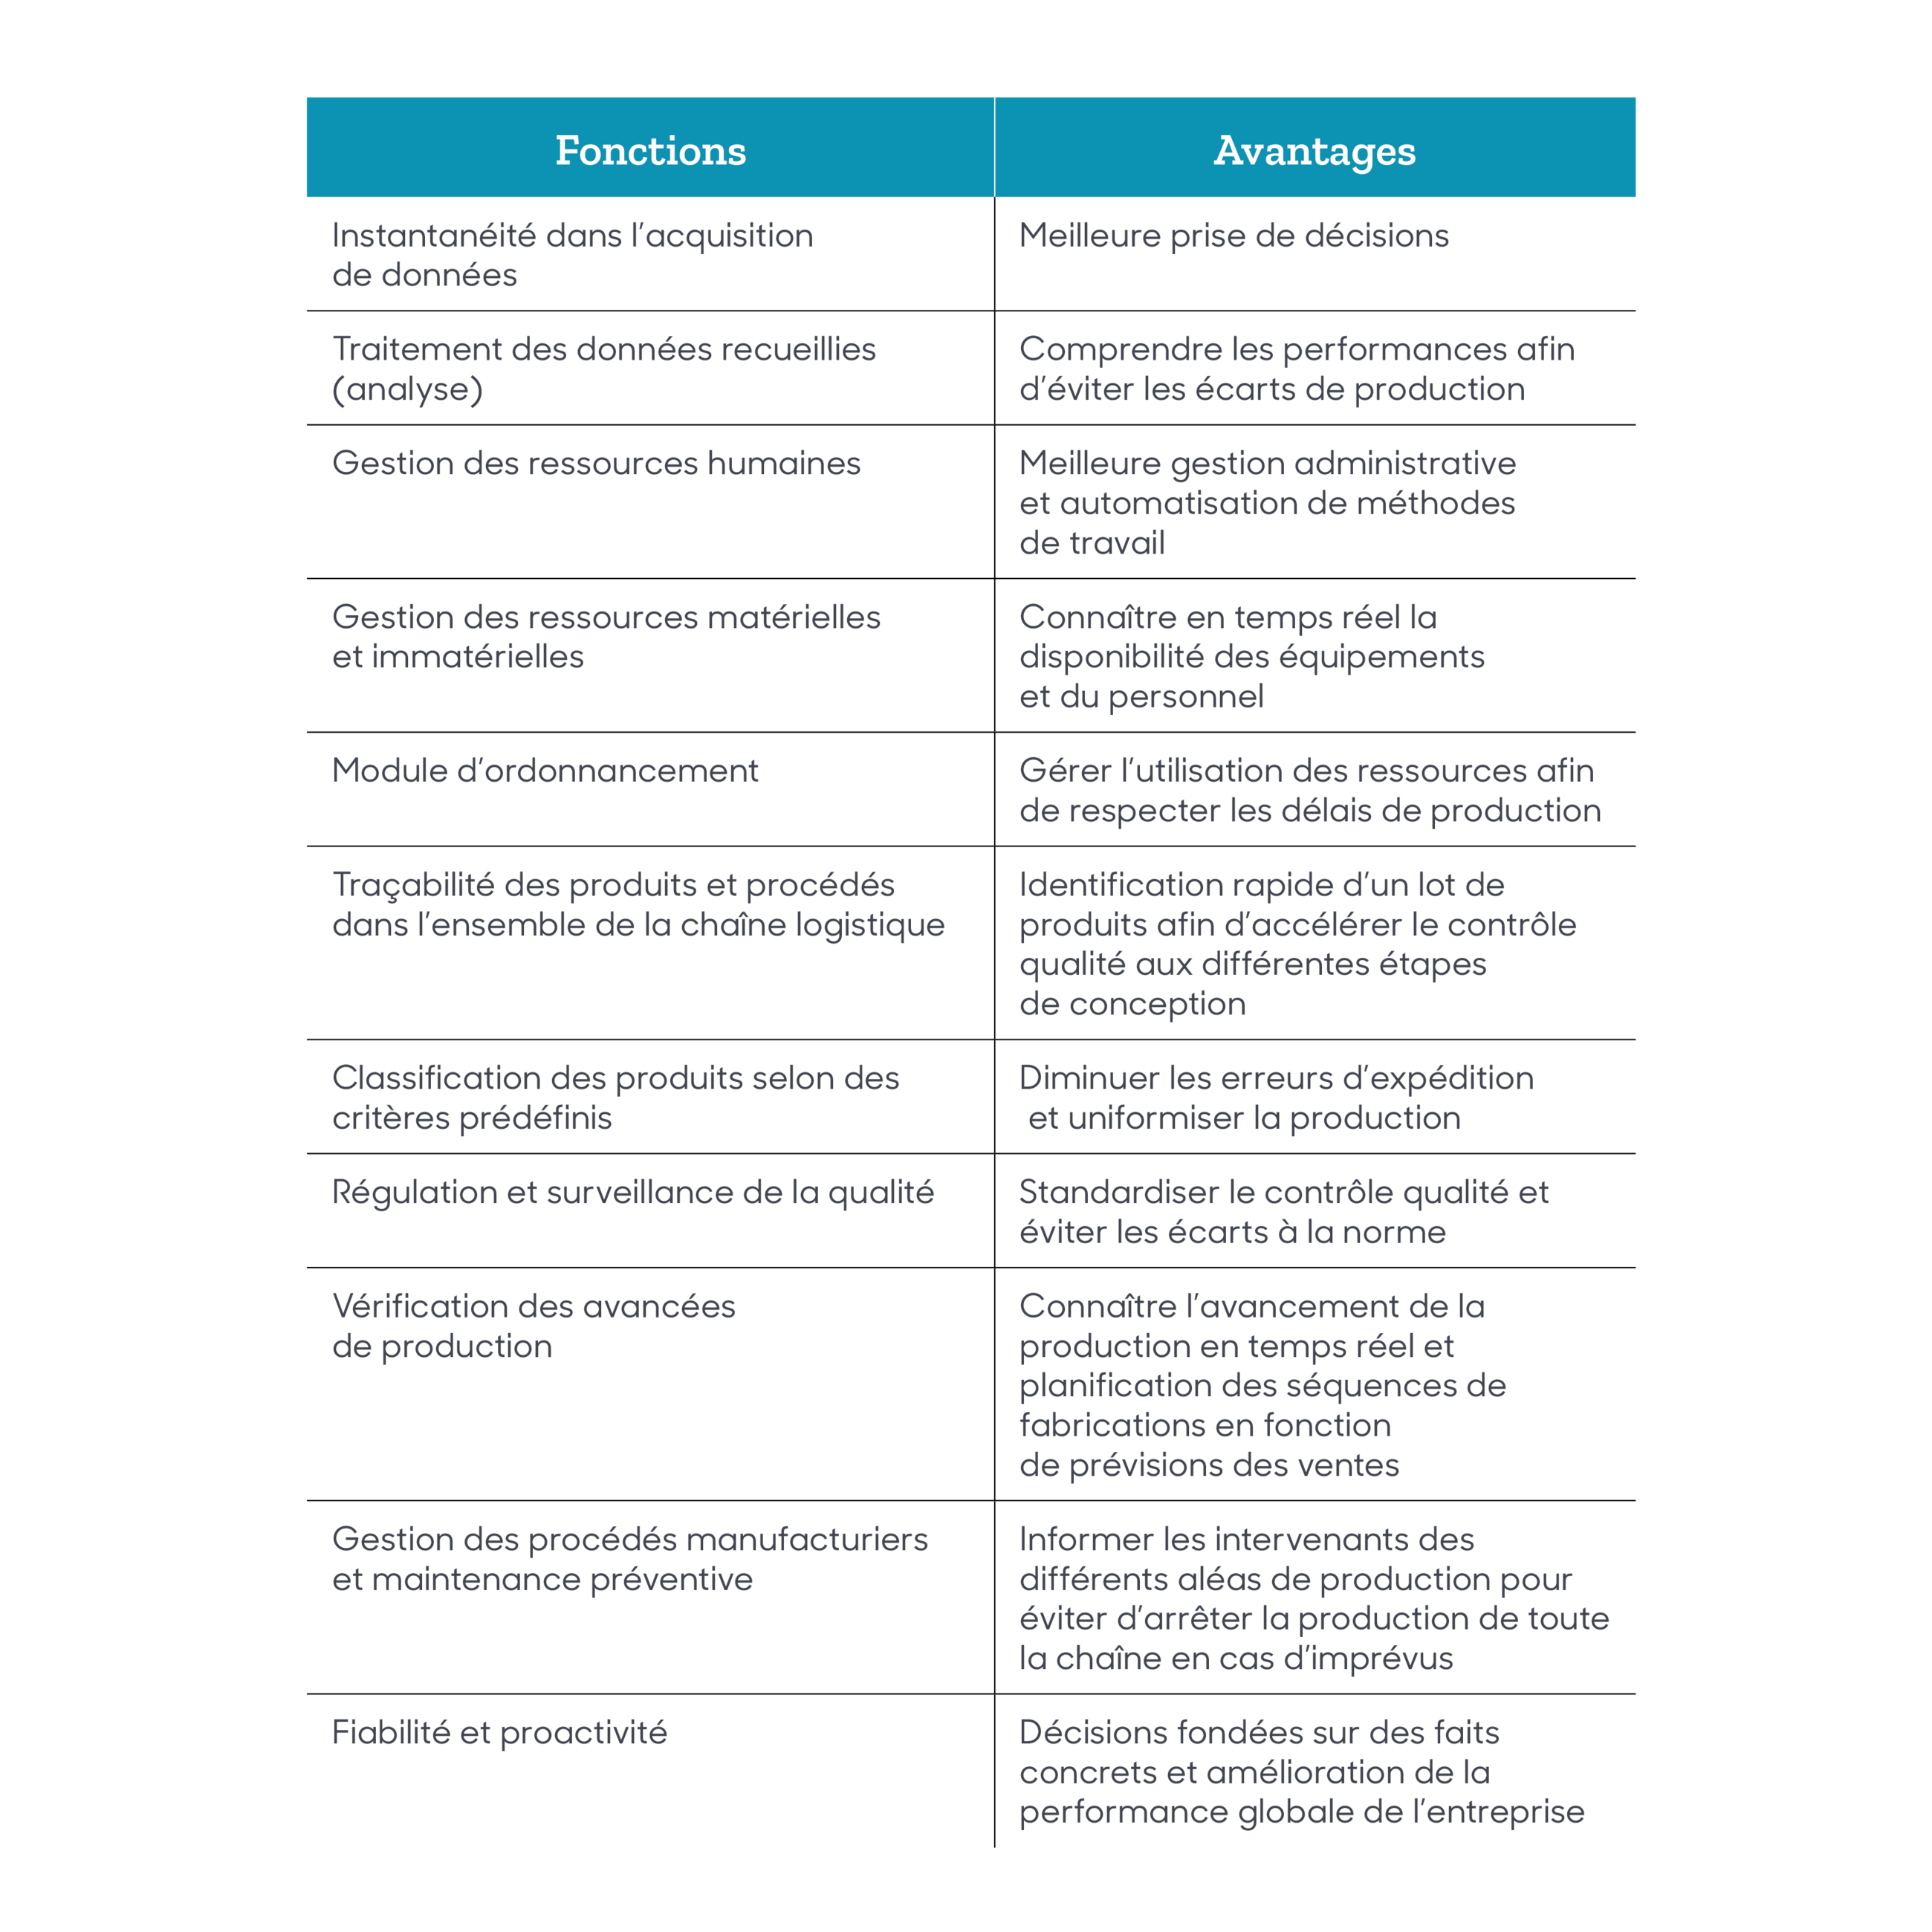 Fonctions
Avantages
Instantanéité dans l’acquisition
de données
Meilleure prise de décisions
Traitement des données recueillies
(analyse)
Comprendre les performances afin
d’éviter les écarts de production
Gestion des ressources humaines
Meilleure gestion administrative
et automatisation de méthodes
de travail
Gestion des ressources matérielles
et immatérielles
Connaître en temps réel la
disponibilité des équipements
et du personnel
Module d’ordonnancement
Gérer l’utilisation des ressources afin
de respecter les délais de production
Traçabilité des produits et procédés
dans l’ensemble de la chaîne logistique
Identification rapide d’un lot de
produits afin d’accélérer le contrôle
qualité aux différentes étapes
de conception
Classification des produits selon des
critères prédéfinis
Diminuer les erreurs d’expédition
et uniformiser la production
Régulation et surveillance de la qualité
Standardiser le contrôle qualité et
éviter les écarts à la norme
Vérification des avancées
de production
Connaître l’avancement de la
production en temps réel et
planification des séquences de
fabrications en fonction
de prévisions des ventes
Gestion des procédés manufacturiers
et maintenance préventive
Informer les intervenants des
différents aléas de production pour
éviter d’arrêter la production de toute
la chaîne en cas d’imprévus
Fiabilité et proactivité
Décisions fondées sur des faits
concrets et amélioration de la
performance globale de l’entreprise